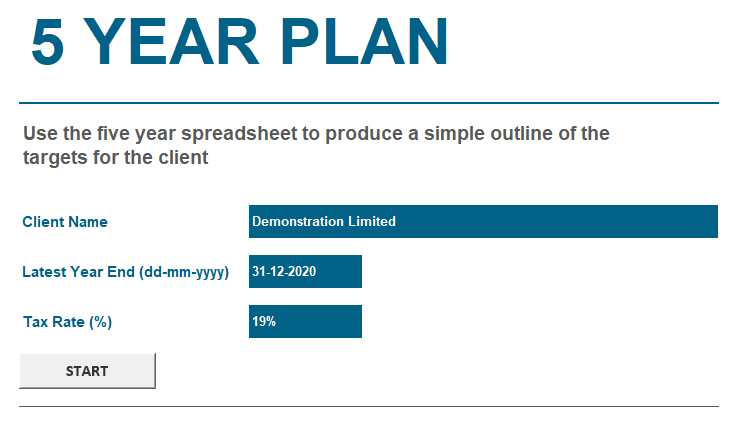 5 YEAR PLAN
Use the five year spreadsheet to produce a simple outline of the
targets for the client
Client Name
Demonstration Limited
Latest Year End (dd-mm-yyyy)
31-12-2020
Tax Rate (%)
19%
START